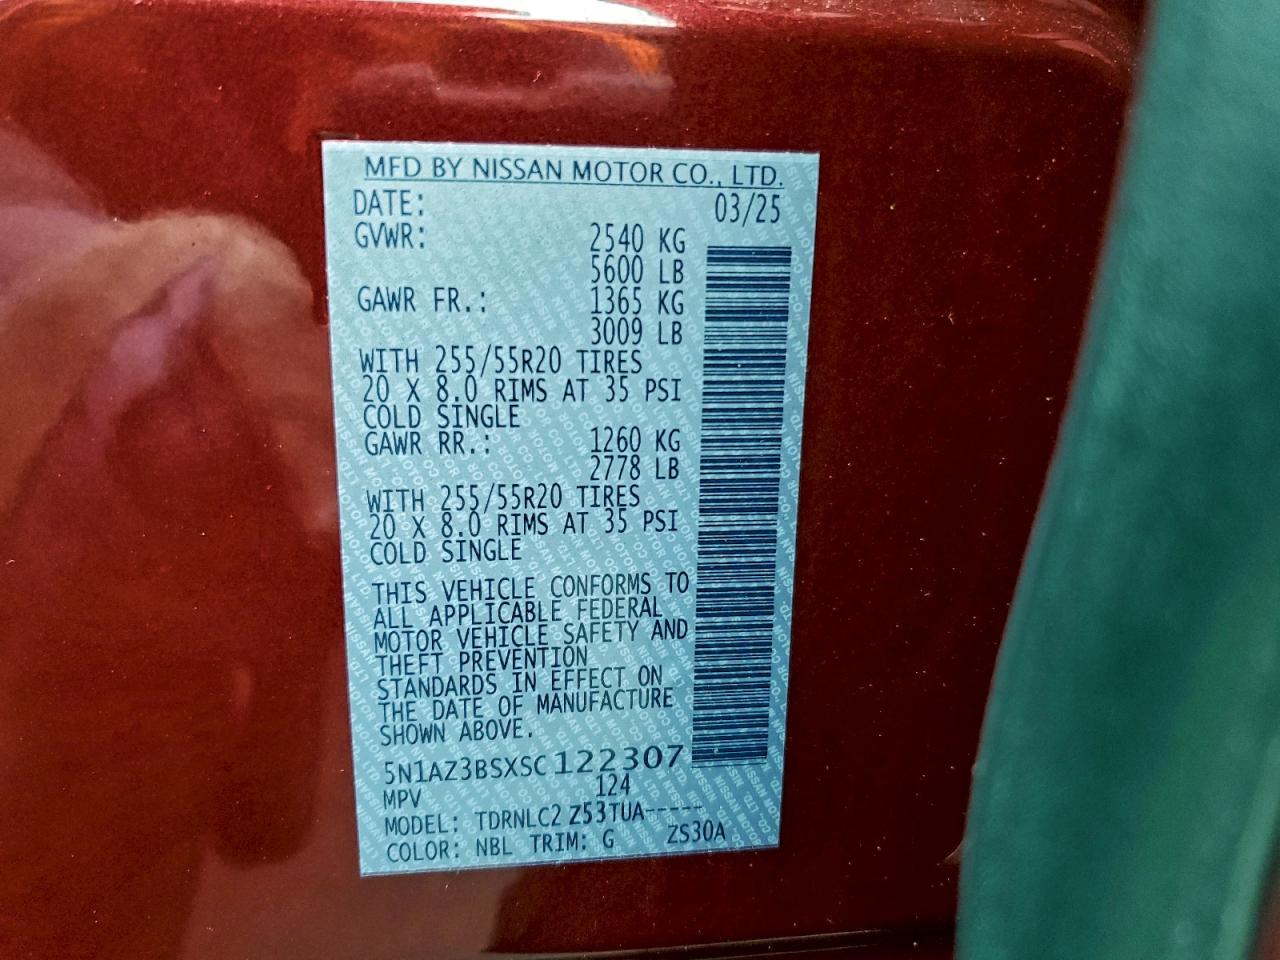 MFD BY NISSAN MOTOR CO., LTD.
DATE: 03/25
GVWR: 2540 KG
5600 LB
GAWR FR.: 1365 KG
3009 LB
WITH 255/55R20 TIRES
20 X 8.0 RIMS AT 35 PSI
COLD SINGLE
GAWR RR.: 1260 KG
2778 LB
WITH 255/55R20 TIRES
20 X 8.0 RIMS AT 35 PSI
COLD SINGLE
THIS VEHICLE CONFORMS TO
ALL APPLICABLE FEDERAL
MOTOR VEHICLE SAFETY AND
THEFT PREVENTION
STANDARDS IN EFFECT ON
THE DATE OF MANUFACTURE
SHOWN ABOVE.
5N1AZ3BSXSC122307
MPV 124
MODEL: TDRNLC2 Z53TUA-----
COLOR: NBL TRIM: G ZS30A